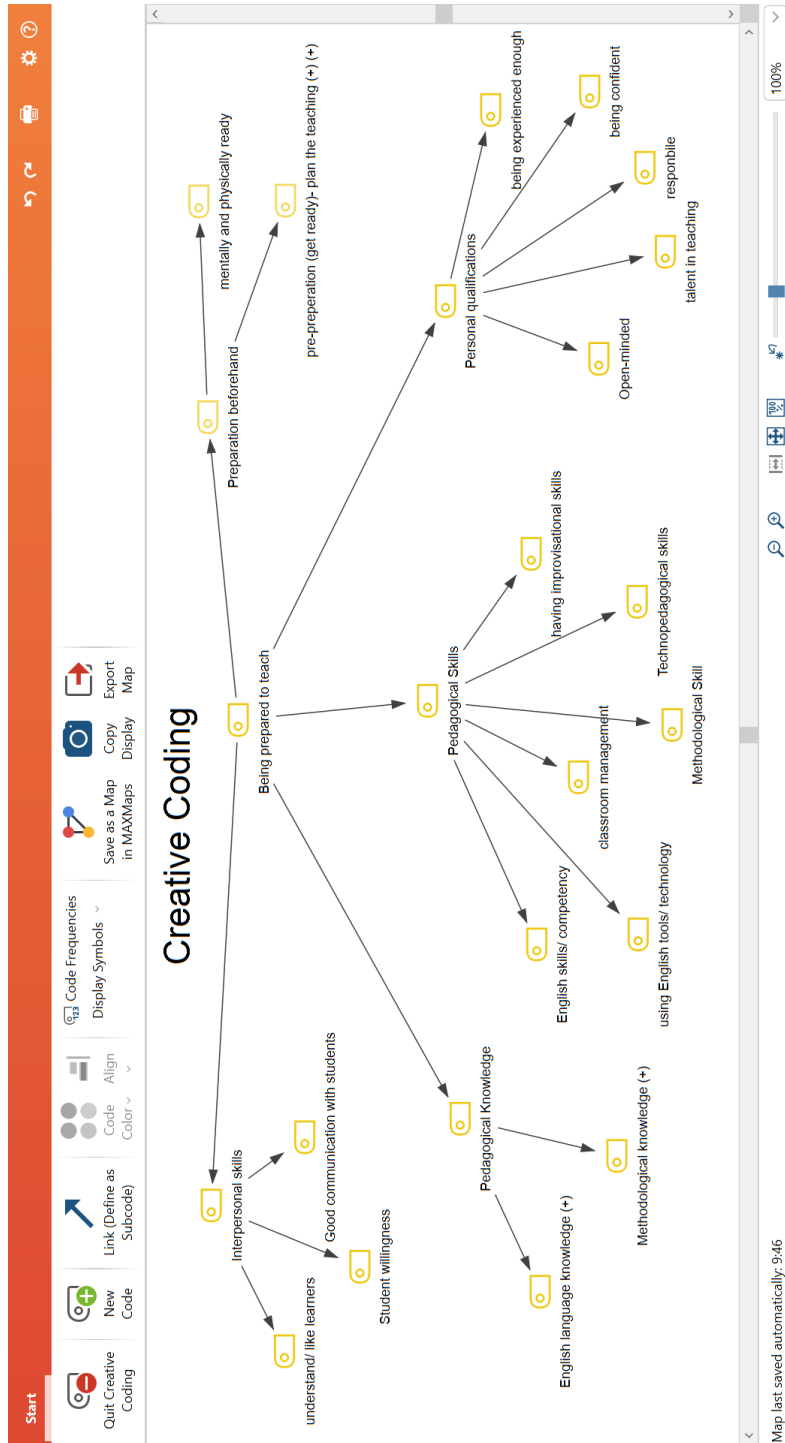 Start
Quit Creative
Coding
New
Code
Link (Define as
Subcode)
Code
Color
Align
123 Code Frequencies
Display Symbols
Save as a Map
in MAXMaps
Copy
Display
Export
Map
Creative Coding
Being prepared to teach
Interpersonal skills
understand/ like learners
Student willingness
Good communication with students
Preparation beforehand
mentally and physically ready
pre-preperation (get ready)- plan the teaching (+) (+)
Pedagogical Knowledge
English language knowledge (+)
Methodological knowledge (+)
Pedagogical Skills
English skills/ competency
using English tools/ technology
classroom management
Methodological Skill
Technopedagogical skills
having improvisational skills
Personal qualifications
Open-minded
talent in teaching
responbile
being confident
being experienced enough
Map last saved automatically: 9:46
100
100%